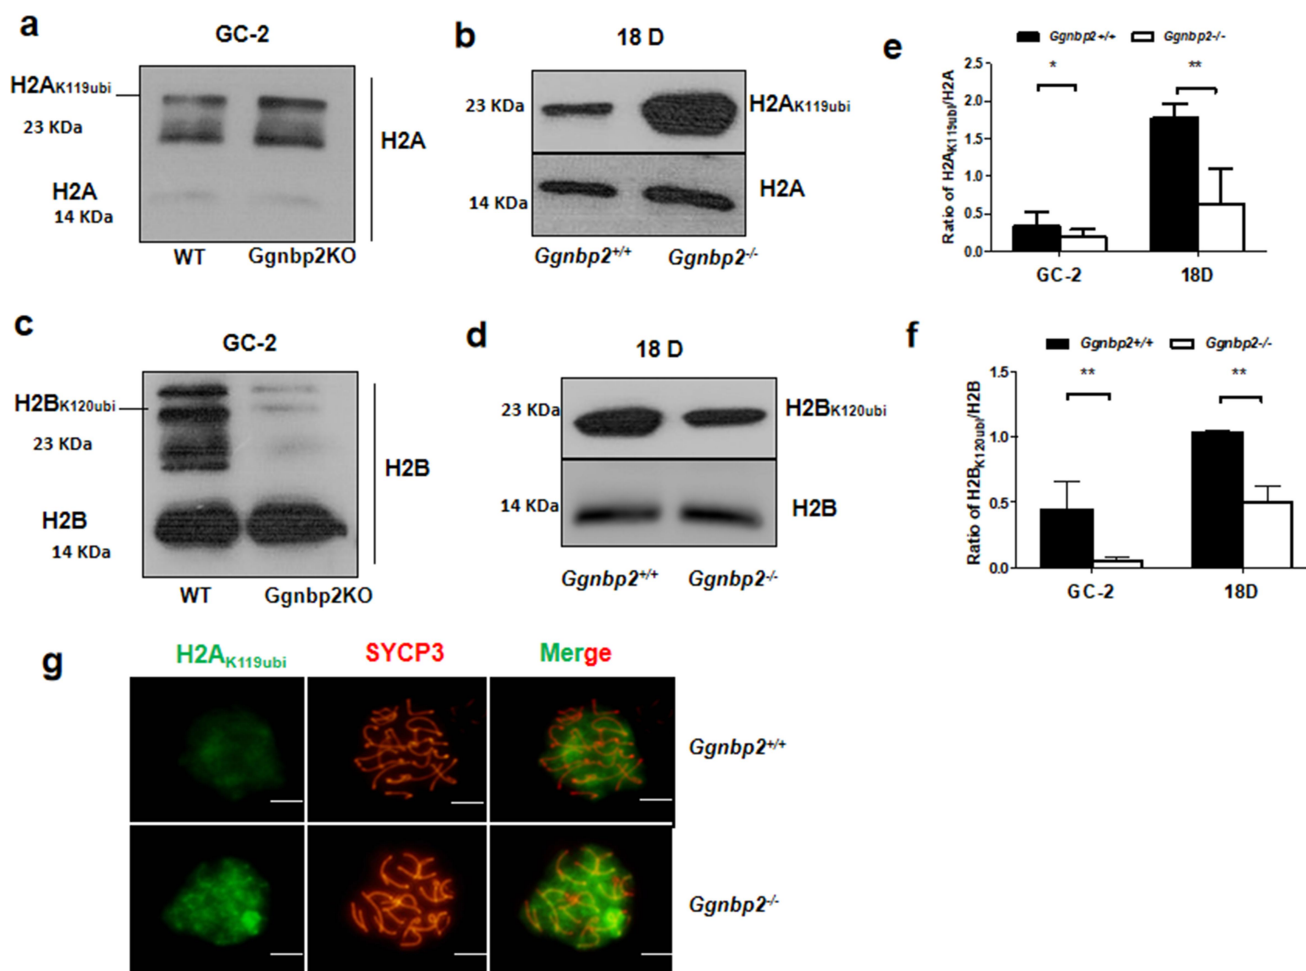 a
GC-2
H2AK119ubi
23 KDa
H2A
14 KDa
H2A
WT
Ggnbp2KO
b
18 D
23 KDa
H2AK119ubi
14 KDa
H2A
Ggnbp2+/+
Ggnbp2-/-
e
Ggnbp2+/+
Ggnbp2-/-
Ratio of H2AK119ubi/H2A
2.5
2.0
1.5
1.0
0.5
0.0
*
**
GC-2
18D
c
GC-2
H2BK120ubi
23 KDa
H2B
14 KDa
H2B
WT
Ggnbp2KO
d
18 D
23 KDa
H2BK120ubi
14 KDa
H2B
Ggnbp2+/+
Ggnbp2-/-
f
Ggnbp2+/+
Ggnbp2-/-
Ratio of H2BK120ubi/H2B
1.5
1.0
0.5
0.0
**
**
GC-2
18D
g
H2AK119ubi
SYCP3
Merge
Ggnbp2+/+
Ggnbp2-/-